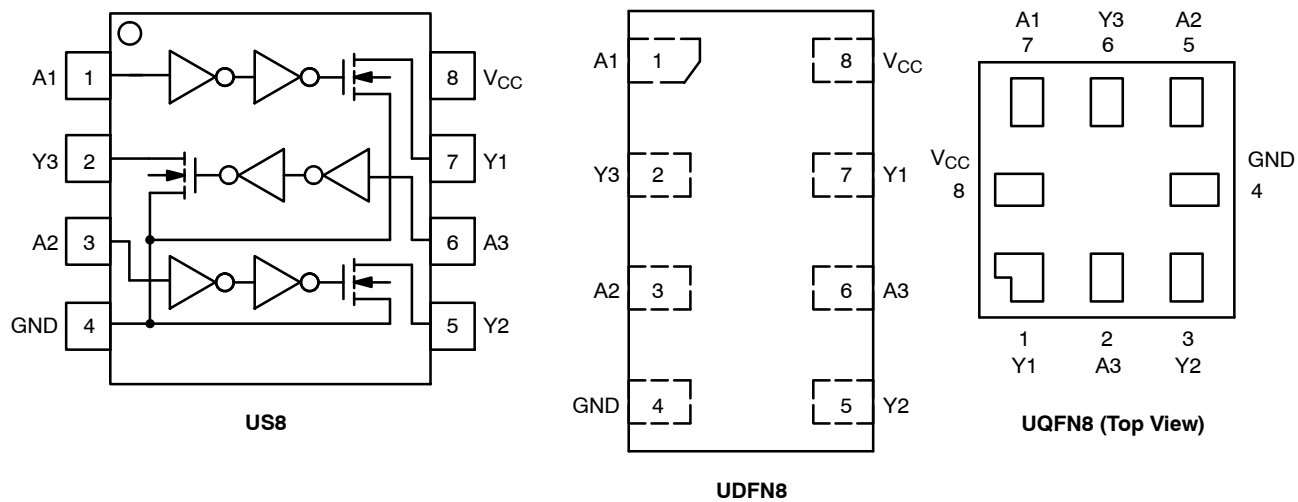 A1 1 8 VCC
Y3 2 7 Y1
A2 3 6 A3
GND 4 5 Y2
US8
A1 1 8 VCC
Y3 2 7 Y1
A2 3 6 A3
GND 4 5 Y2
UDFN8
A1 Y3 A2
7 6 5
VCC GND
8 4
1 2 3
Y1 A3 Y2
UQFN8 (Top View)